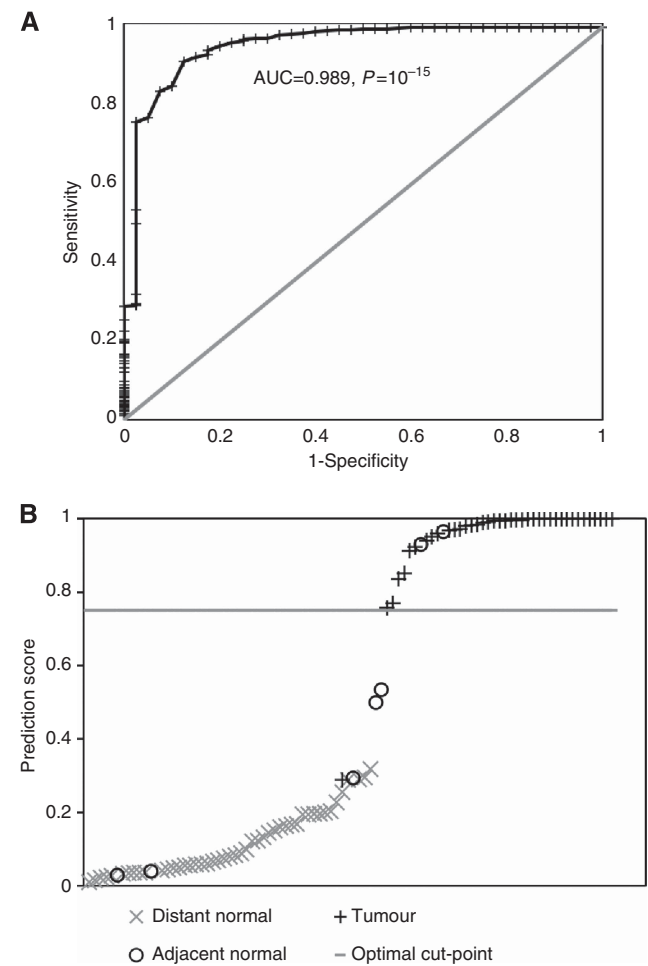 A
1
0.8
0.6
0.4
0.2
0
Sensitivity
AUC=0.989, P=10−15
0 0.2 0.4 0.6 0.8 1
1-Specificity
B
1
0.8
0.6
0.4
0.2
0
Prediction score
Distant normal
Tumour
Adjacent normal
Optimal cut-point